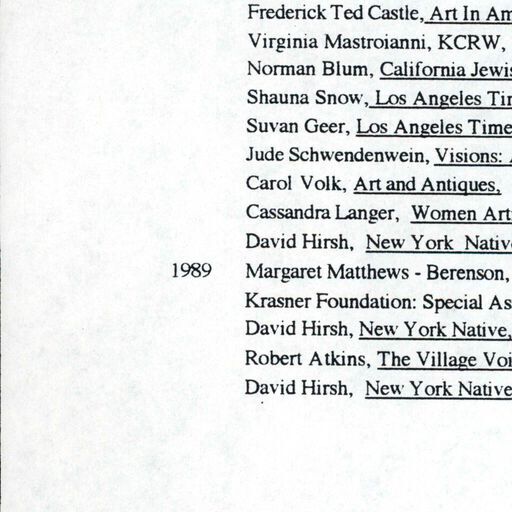 Frederick Ted Castle, Art In Am
Virginia Mastroianni, KCRW,
Norman Blum, California Jewis
Shauna Snow, Los Angeles Tim
Suvan Geer, Los Angeles Time
Jude Schwendenwein, Visions:
Carol Volk, Art and Antiques,
Cassandra Langer, Women Art
David Hirsh, New York Native
1989 Margaret Matthews - Berenson,
Krasner Foundation: Special As
David Hirsh, New York Native,
Robert Atkins, The Village Voi
David Hirsh, New York Native